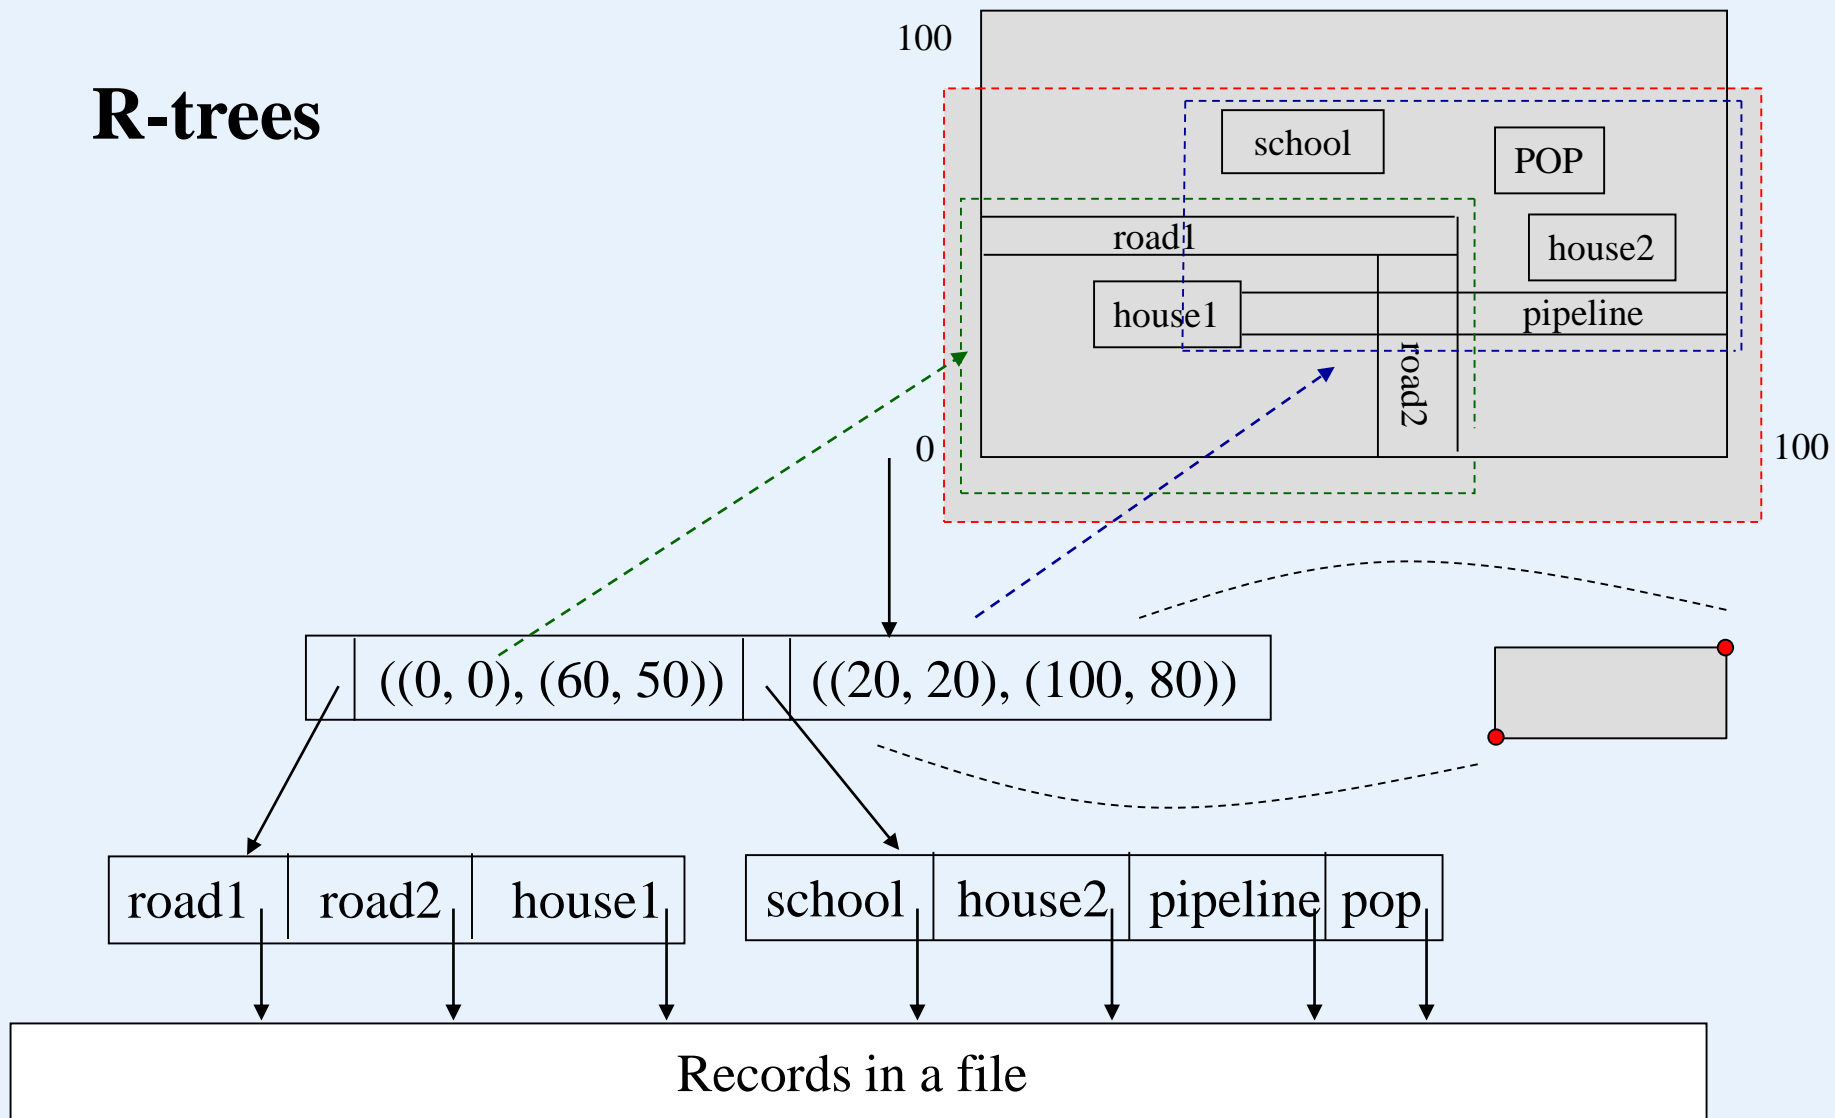 R-trees
100
school
POP
road1
house2
house1
pipeline
road2
0
100
((0, 0), (60, 50))
((20, 20), (100, 80))
road1
road2
house1
school
house2
pipeline
pop
Records in a file